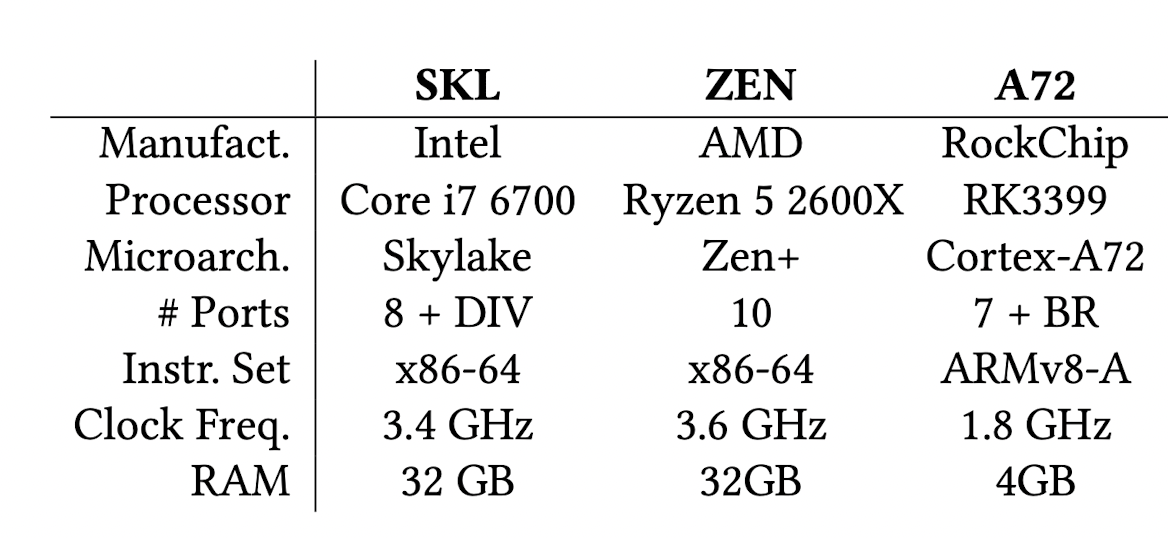 SKL ZEN A72
Manufact. Intel AMD RockChip
Processor Core i7 6700 Ryzen 5 2600X RK3399
Microarch. Skylake Zen+ Cortex-A72
# Ports 8 + DIV 10 7 + BR
Instr. Set x86-64 x86-64 ARMv8-A
Clock Freq. 3.4 GHz 3.6 GHz 1.8 GHz
RAM 32 GB 32GB 4GB